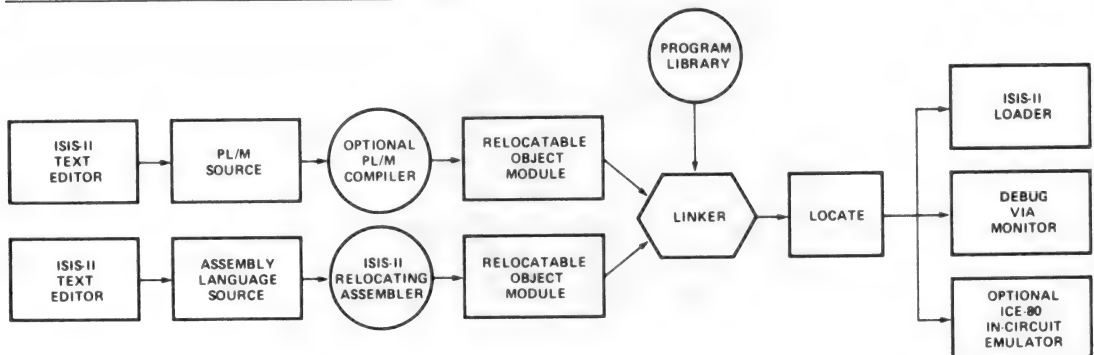 PROGRAM
LIBRARY
ISIS-II
LOADER
ISIS-II
TEXT
EDITOR
PL/M
SOURCE
OPTIONAL
PL/M
COMPILER
RELOCATABLE
OBJECT
MODULE
LINKER
LOCATE
DEBUG
VIA
MONITOR
ISIS-II
TEXT
EDITOR
ASSEMBLY
LANGUAGE
SOURCE
ISIS-II
RELOCATING
ASSEMBLER
RELOCATABLE
OBJECT
MODULE
OPTIONAL
ICE-80
IN-CIRCUIT
EMULATOR